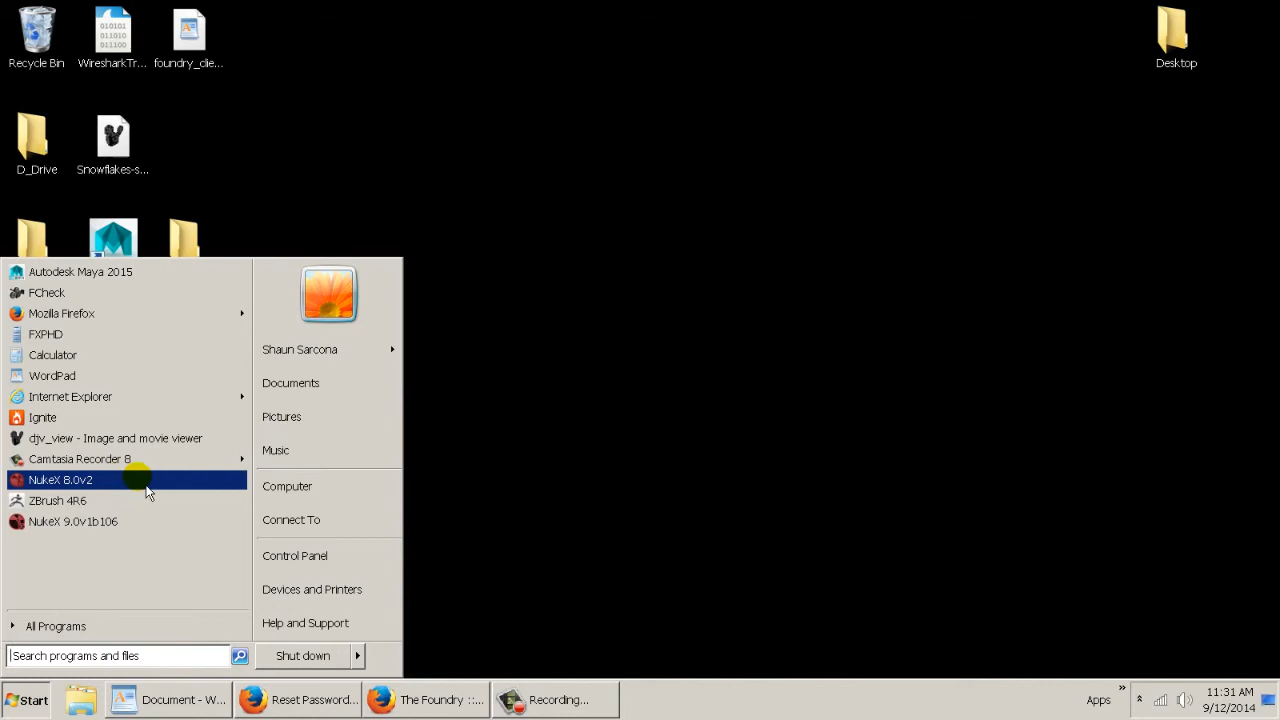 Recycle Bin
WiresharkTr...
foundry_clie...
Desktop
D_Drive
Snowflakes-s...
Autodesk Maya 2015
FCheck
Mozilla Firefox
FXPHD
Calculator
WordPad
Internet Explorer
Ignite
djv_view - Image and movie viewer
Camtasia Recorder 8
NukeX 8.0v2
ZBrush 4R6
NukeX 9.0v1b106
All Programs
Search programs and files
Shaun Sarcona
Documents
Pictures
Music
Computer
Connect To
Control Panel
Devices and Printers
Help and Support
Shut down
Start
Document - W...
Reset Password...
The Foundry ::...
Recording...
Apps
11:31 AM
9/12/2014